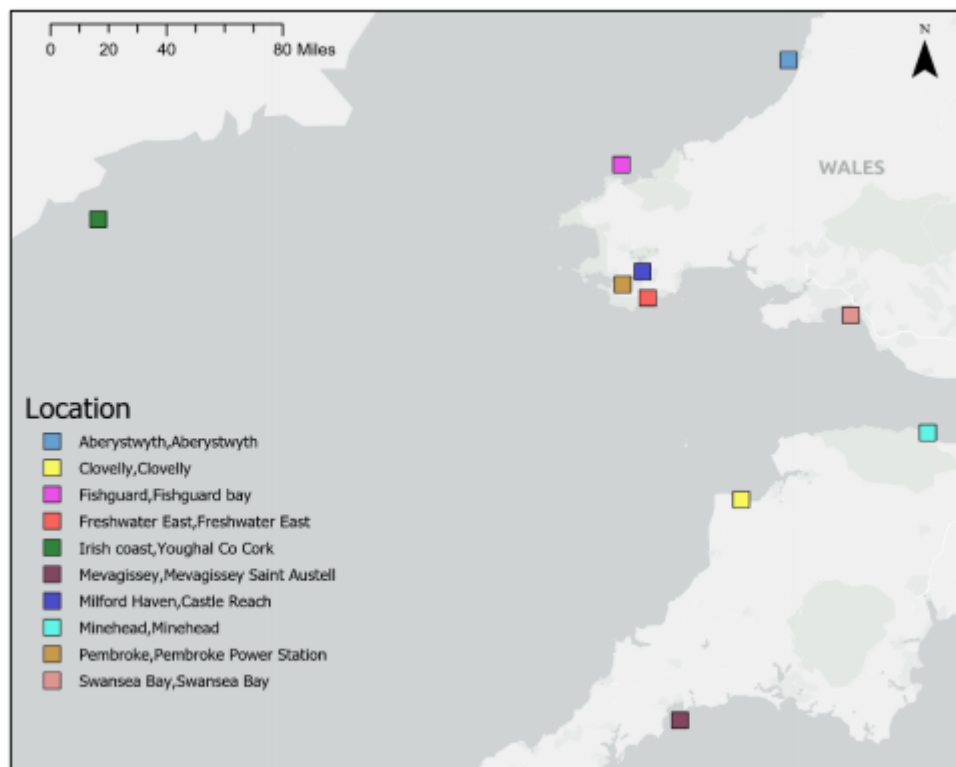 0 20 40 80 Miles
N
WALES
Location
Aberystwyth,Aberystwyth
Clovelly,Clovelly
Fishguard,Fishguard bay
Freshwater East,Freshwater East
Irish coast,Youghal Co Cork
Mevagissey,Mevagissey Saint Austell
Milford Haven,Castle Reach
Minehead,Minehead
Pembroke,Pembroke Power Station
Swansea Bay,Swansea Bay